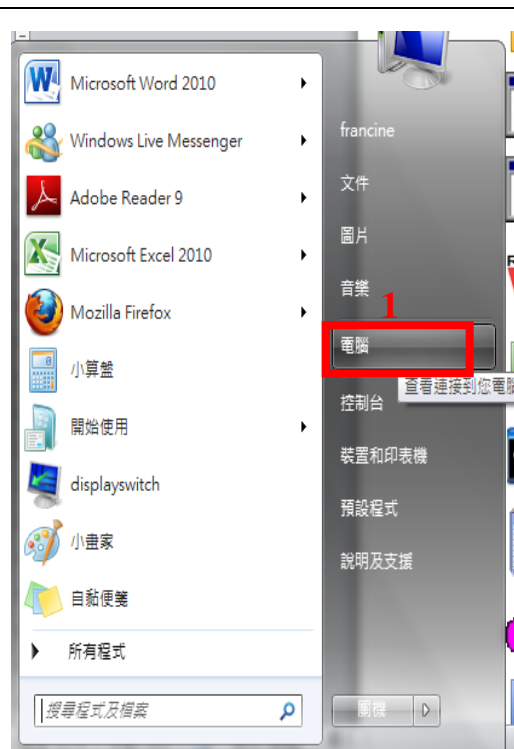 Microsoft Word 2010
Windows Live Messenger
Adobe Reader 9
Microsoft Excel 2010
Mozilla Firefox
小算盤
開始使用
displayswitch
小畫家
自黏便箋
所有程式
搜尋程式及檔案
francine
文件
圖片
音樂
1
電腦
查看連接到您電腦
控制台
裝置和印表機
預設程式
說明及支援
關機